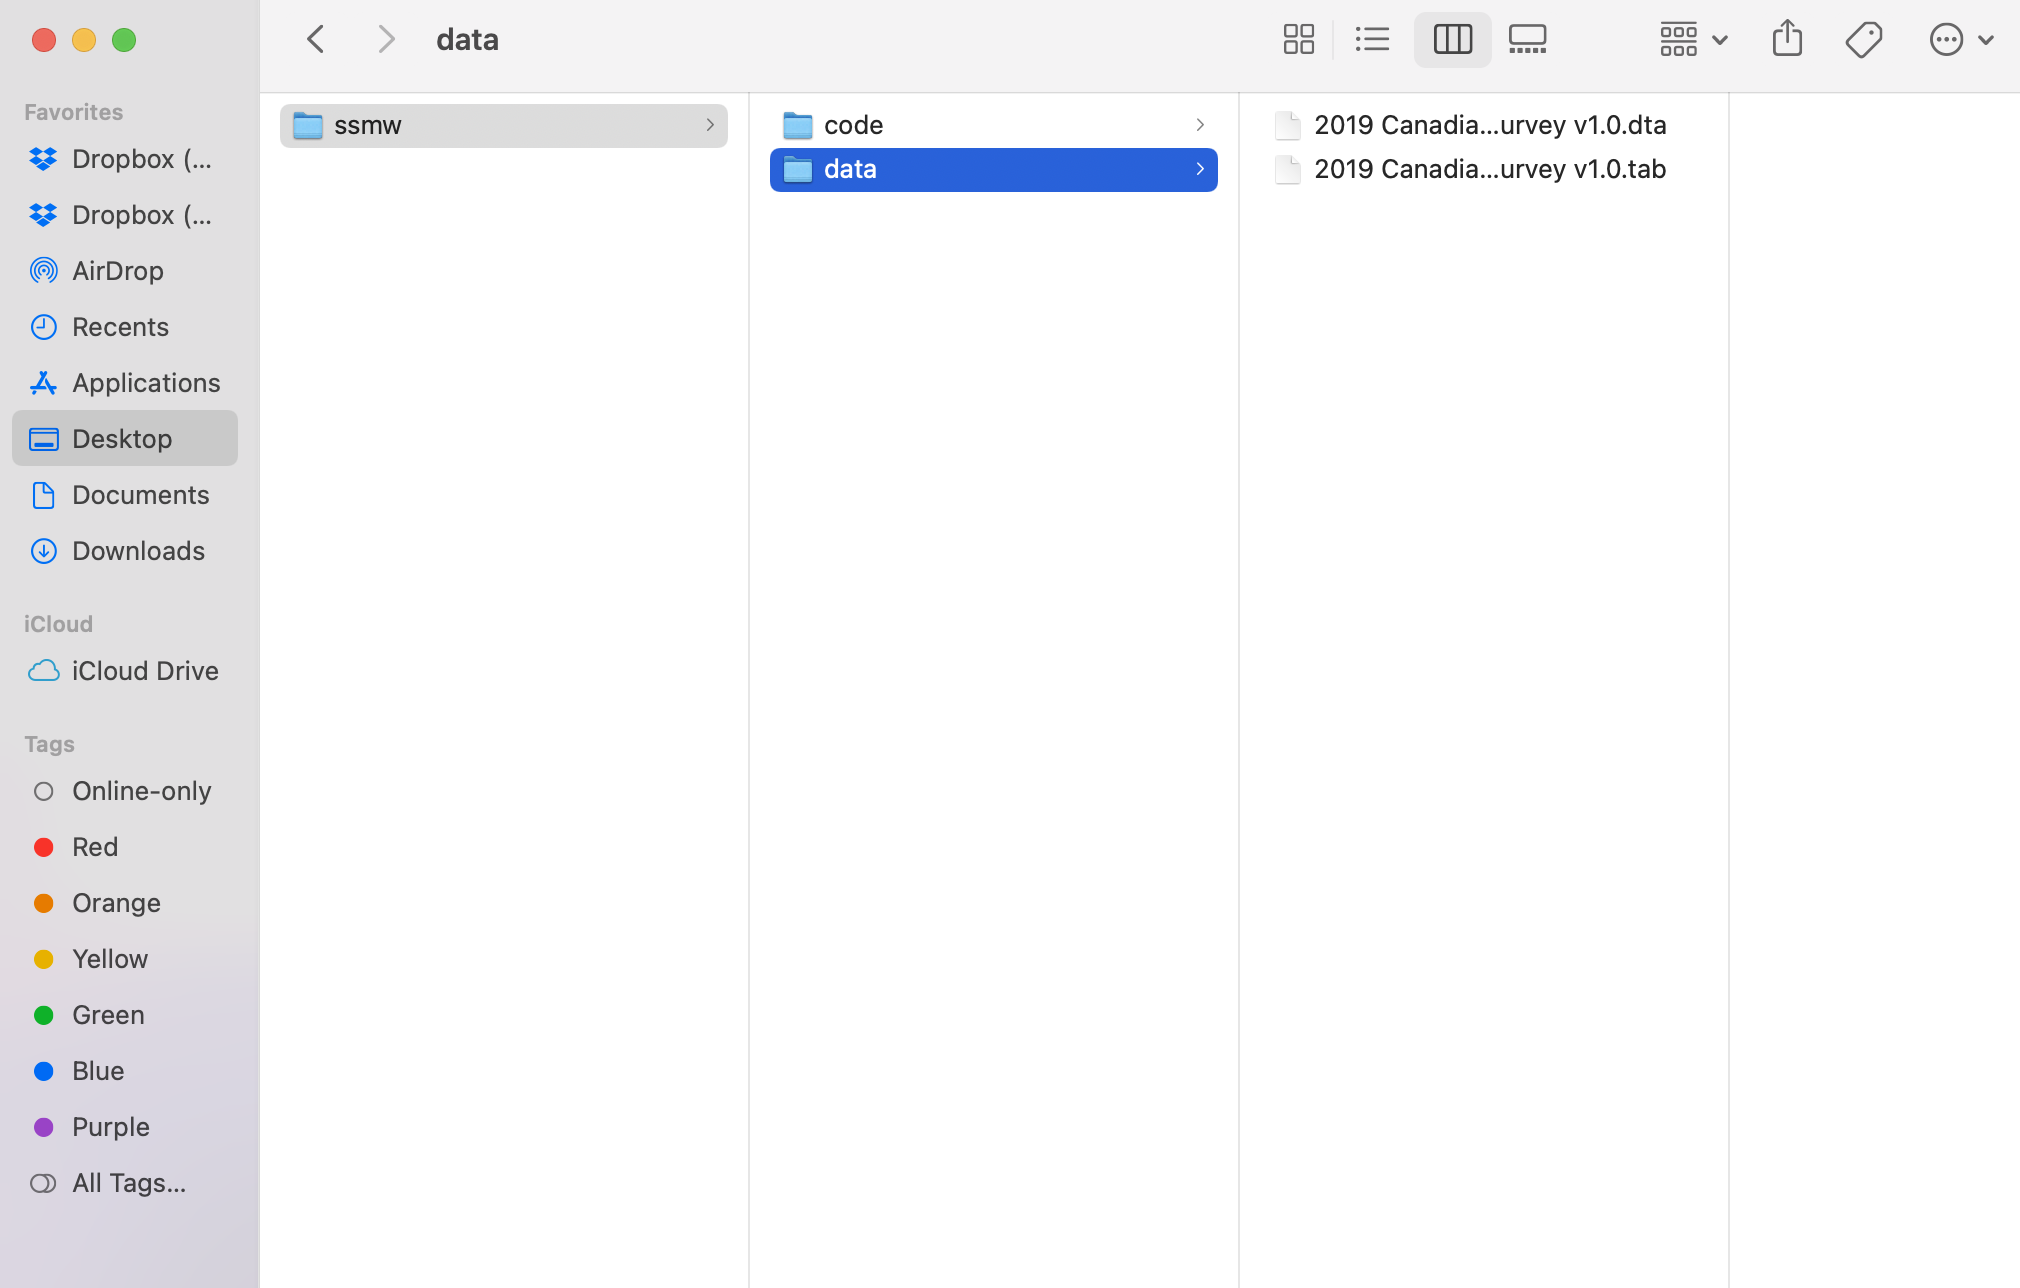 data
Favorites
Dropbox (...
Dropbox (...
AirDrop
Recents
Applications
Desktop
Documents
Downloads
iCloud
iCloud Drive
Tags
Online-only
Red
Orange
Yellow
Green
Blue
Purple
All Tags...
ssmw
code
data
2019 Canadia...urvey v1.0.dta
2019 Canadia...urvey v1.0.tab